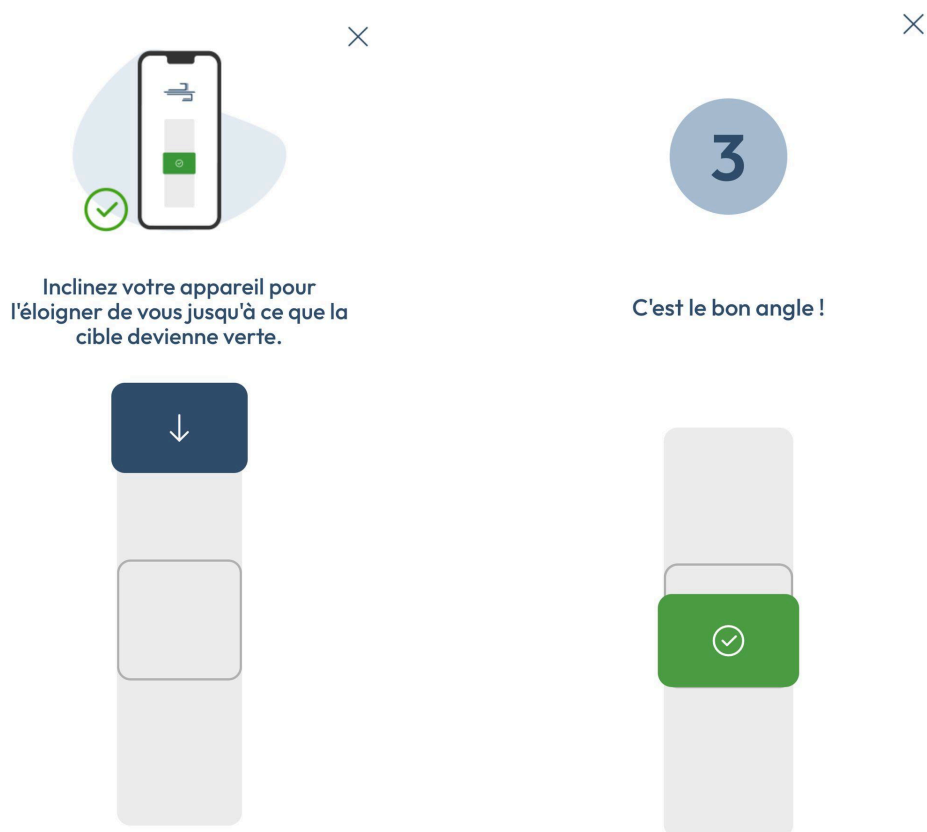 Inclinez votre appareil pour
l'éloigner de vous jusqu'à ce que la
cible devienne verte.
3
C'est le bon angle !